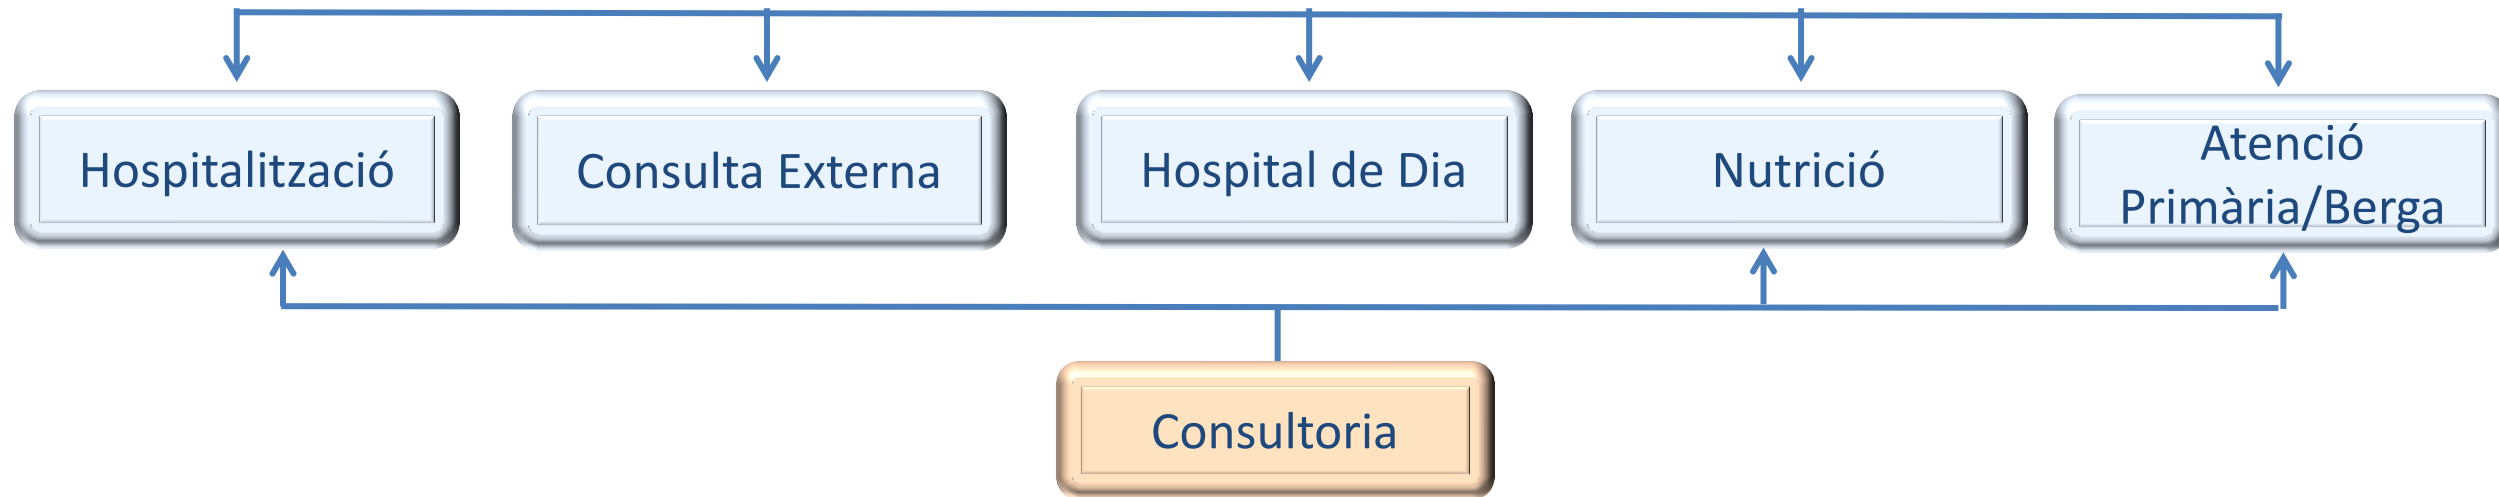 Hospitalització
Consulta Externa
Hospital de Dia
Nutrició
Atenció
Primària/Berga
Consultoria